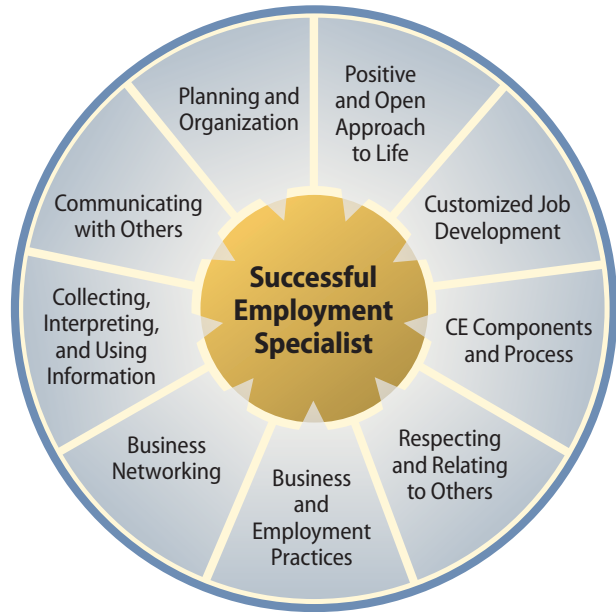 Successful
Employment
Specialist
Positive
and Open
Approach
to Life
Customized Job
Development
CE Components
and Process
Respecting
and Relating
to Others
Business
and
Employment
Practices
Business
Networking
Collecting,
Interpreting,
and Using
Information
Communicating
with Others
Planning and
Organization